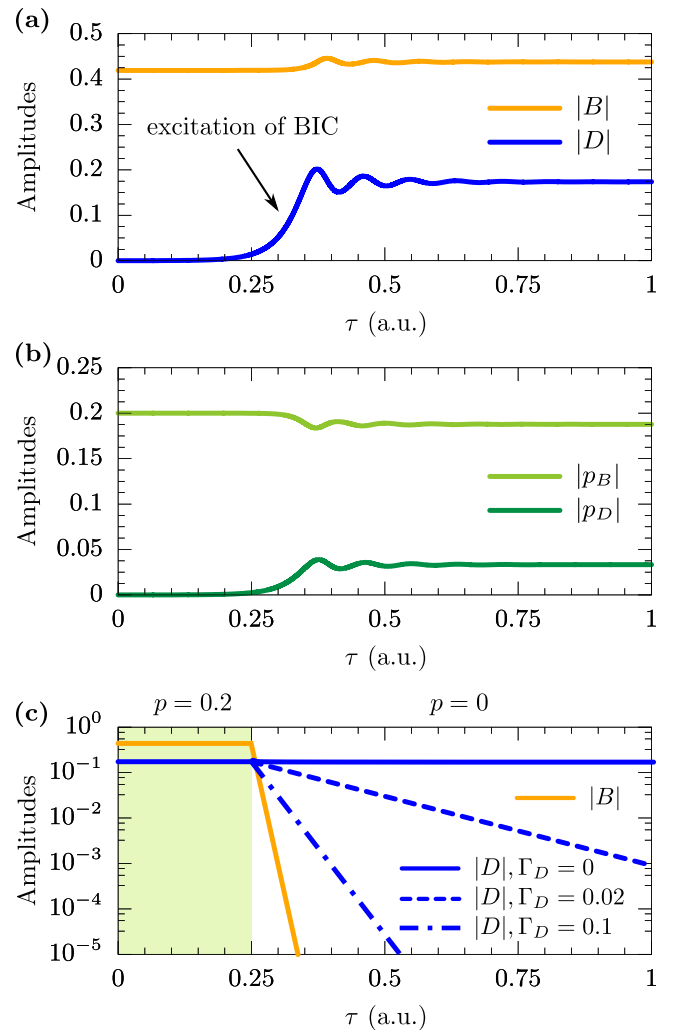 (a)
0.5
0.4
0.3
0.2
0.1
0
Amplitudes
excitation of BIC
|B|
|D|
0 0.25 0.5 0.75 1
τ (a.u.)
(b)
0.25
0.2
0.15
0.1
0.05
0
Amplitudes
|p_B|
|p_D|
0 0.25 0.5 0.75 1
τ (a.u.)
(c)
p = 0.2 p = 0
10^0
10^-1
10^-2
10^-3
10^-4
10^-5
Amplitudes
|B|
|D|, Γ_D = 0
|D|, Γ_D = 0.02
|D|, Γ_D = 0.1
0 0.25 0.5 0.75 1
τ (a.u.)